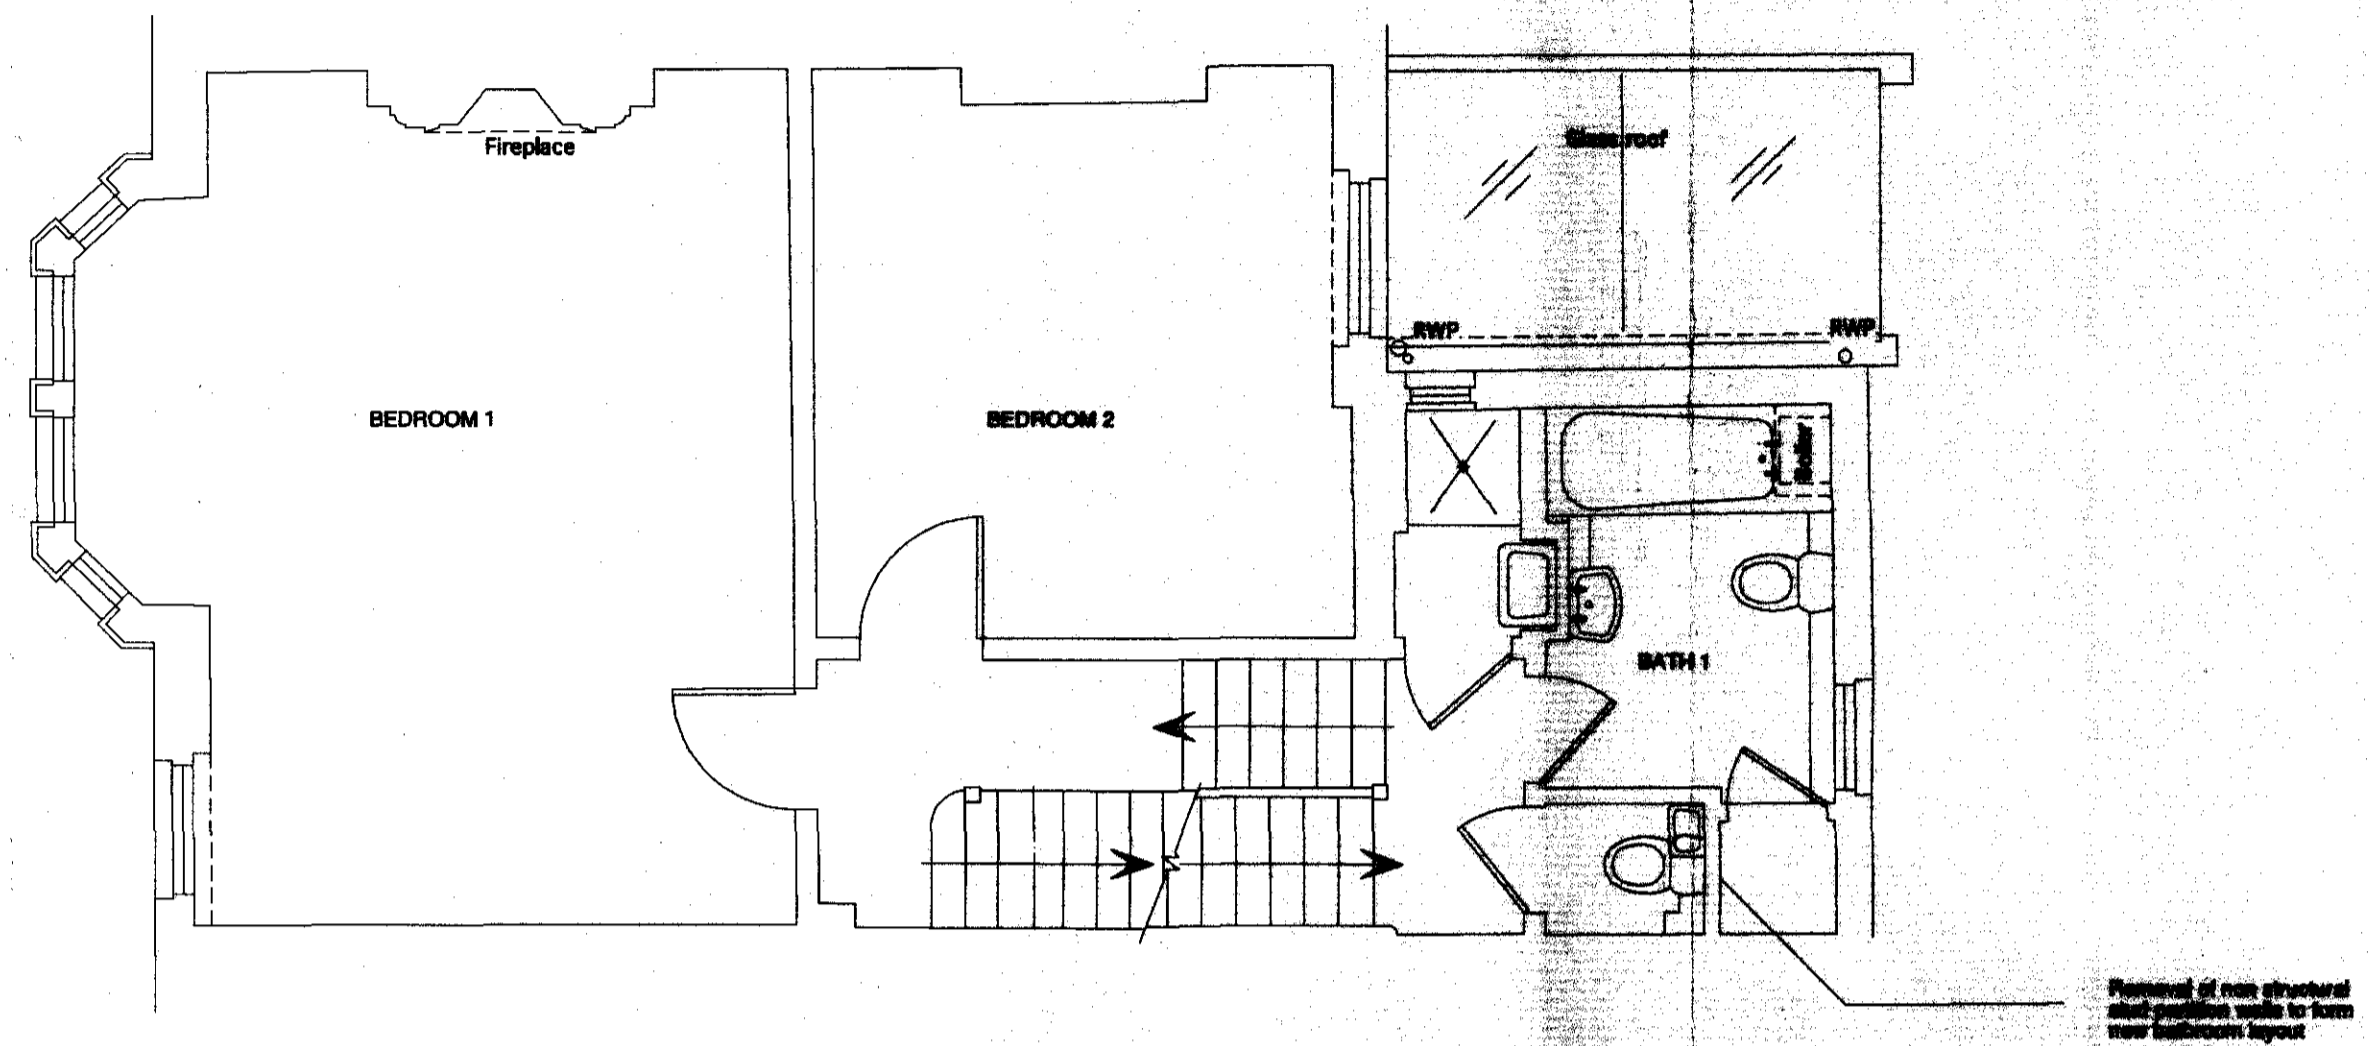 Fireplace
Glass roof
RWP
RWP
BEDROOM 1
BEDROOM 2
Boiler
BATH 1
Removal of non structural
stud partition walls to form
new bathroom layout